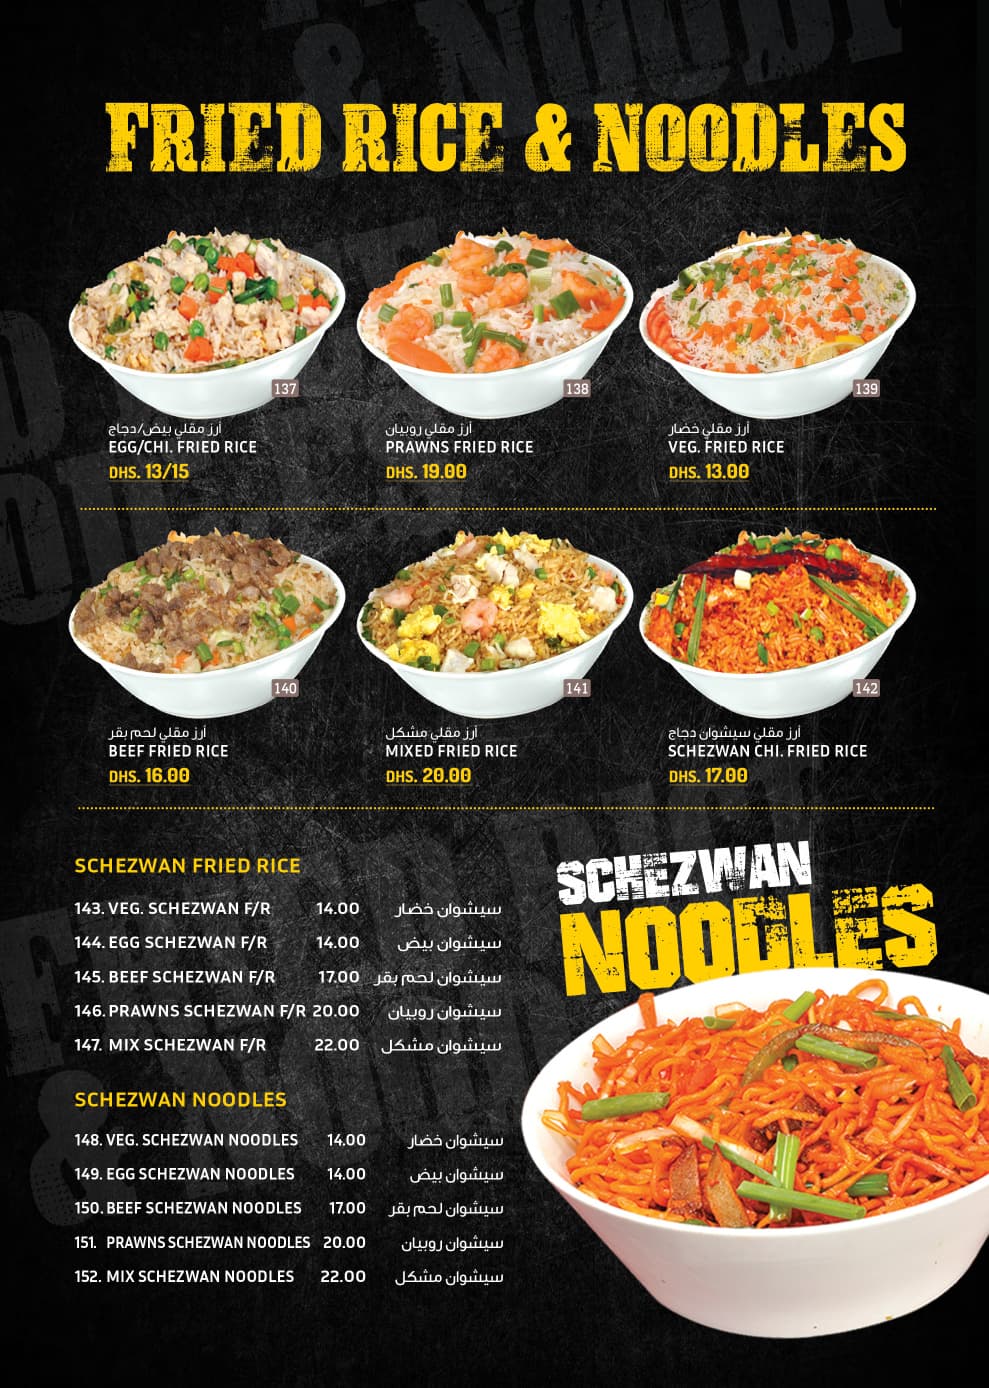 FRIED RICE & NOODLES
137
أرز مقلي بيض/دجاج
EGG/CHI. FRIED RICE
DHS. 13/15
138
أرز مقلي روبيان
PRAWNS FRIED RICE
DHS. 19.00
139
أرز مقلي خضار
VEG. FRIED RICE
DHS. 13.00
140
أرز مقلي لحم بقر
BEEF FRIED RICE
DHS. 16.00
141
أرز مقلي مشكل
MIXED FRIED RICE
DHS. 20.00
142
أرز مقلي سيشوان دجاج
SCHEZWAN CHI. FRIED RICE
DHS. 17.00
SCHEZWAN FRIED RICE
143. VEG. SCHEZWAN F/R 14.00 سيشوان خضار
144. EGG SCHEZWAN F/R 14.00 سيشوان بيض
145. BEEF SCHEZWAN F/R 17.00 سيشوان لحم بقر
146. PRAWNS SCHEZWAN F/R 20.00 سيشوان روبيان
147. MIX SCHEZWAN F/R 22.00 سيشوان مشكل
SCHEZWAN NOODLES
148. VEG. SCHEZWAN NOODLES 14.00 سيشوان خضار
149. EGG SCHEZWAN NOODLES 14.00 سيشوان بيض
150. BEEF SCHEZWAN NOODLES 17.00 سيشوان لحم بقر
151. PRAWNS SCHEZWAN NOODLES 20.00 سيشوان روبيان
152. MIX SCHEZWAN NOODLES 22.00 سيشوان مشكل
SCHEZWAN
NOODLES